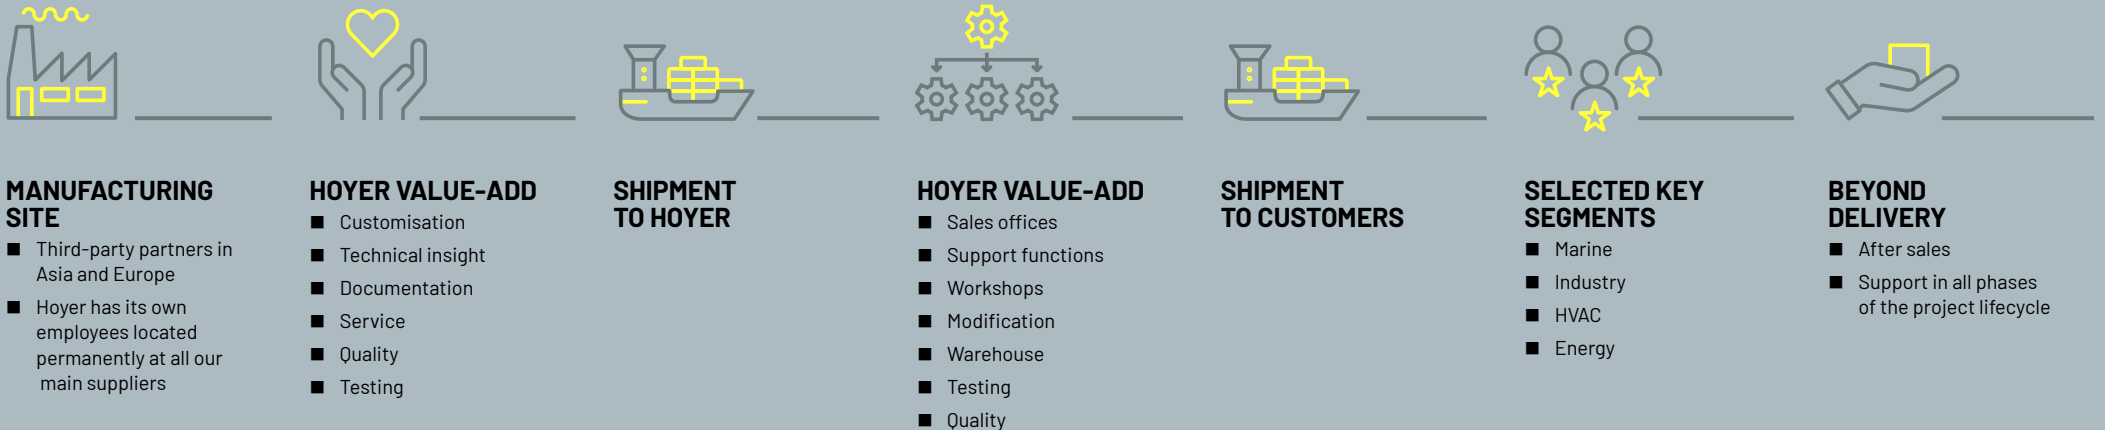 MANUFACTURING
SITE
■ Third-party partners in
Asia and Europe
■ Hoyer has its own
employees located
permanently at all our
main suppliers
HOYER VALUE-ADD
■ Customisation
■ Technical insight
■ Documentation
■ Service
■ Quality
■ Testing
SHIPMENT
TO HOYER
HOYER VALUE-ADD
■ Sales offices
■ Support functions
■ Workshops
■ Modification
■ Warehouse
■ Testing
■ Quality
SHIPMENT
TO CUSTOMERS
SELECTED KEY
SEGMENTS
■ Marine
■ Industry
■ HVAC
■ Energy
BEYOND
DELIVERY
■ After sales
■ Support in all phases
of the project lifecycle